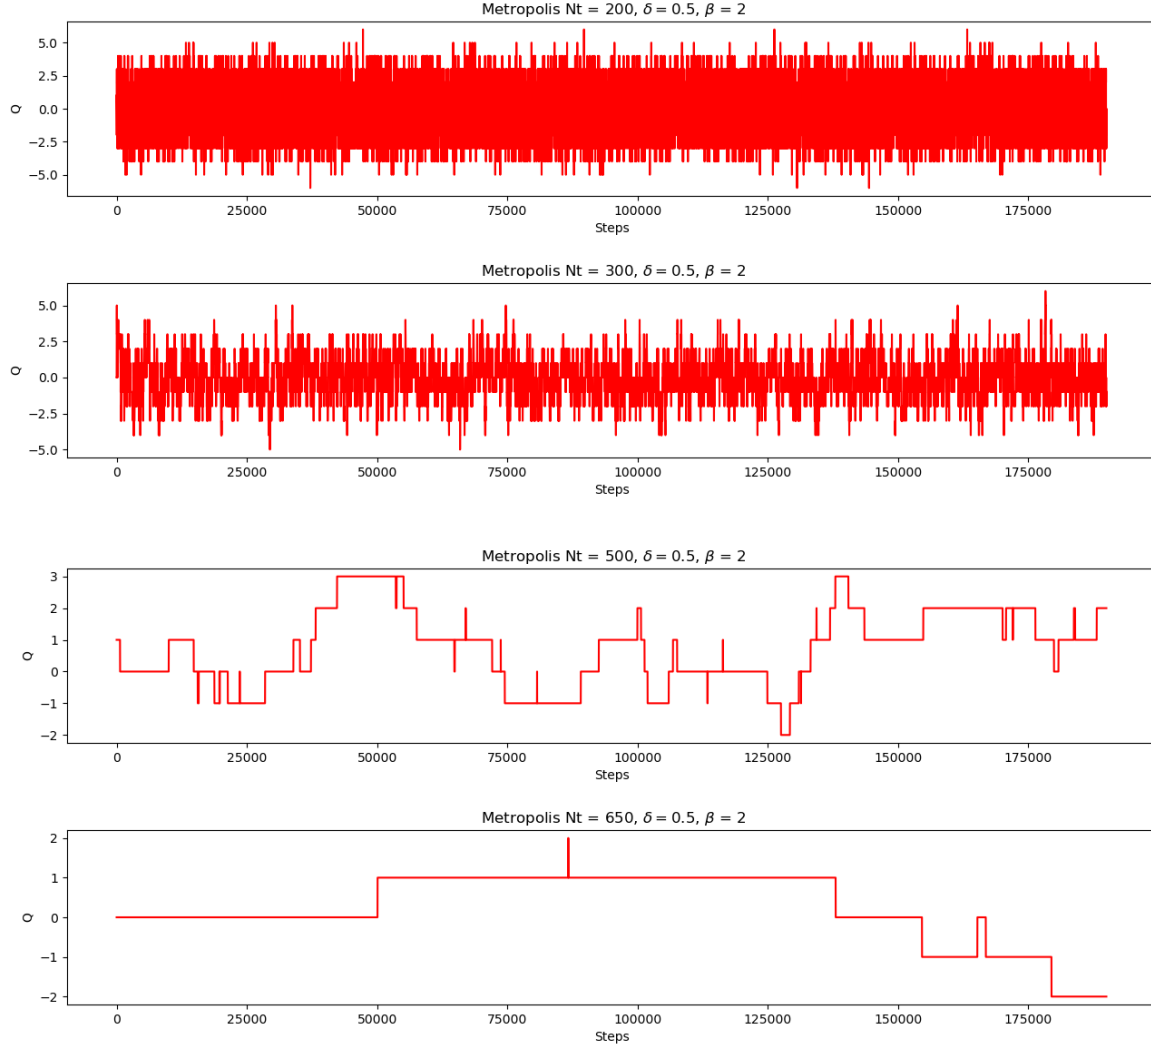 Metropolis Nt = 200, δ = 0.5, β = 2
5.0
2.5
0.0
−2.5
−5.0
Q
0 25000 50000 75000 100000 125000 150000 175000
Steps
Metropolis Nt = 300, δ = 0.5, β = 2
5.0
2.5
0.0
−2.5
−5.0
Q
0 25000 50000 75000 100000 125000 150000 175000
Steps
Metropolis Nt = 500, δ = 0.5, β = 2
3
2
1
0
−1
−2
Q
0 25000 50000 75000 100000 125000 150000 175000
Steps
Metropolis Nt = 650, δ = 0.5, β = 2
2
1
0
−1
−2
Q
0 25000 50000 75000 100000 125000 150000 175000
Steps